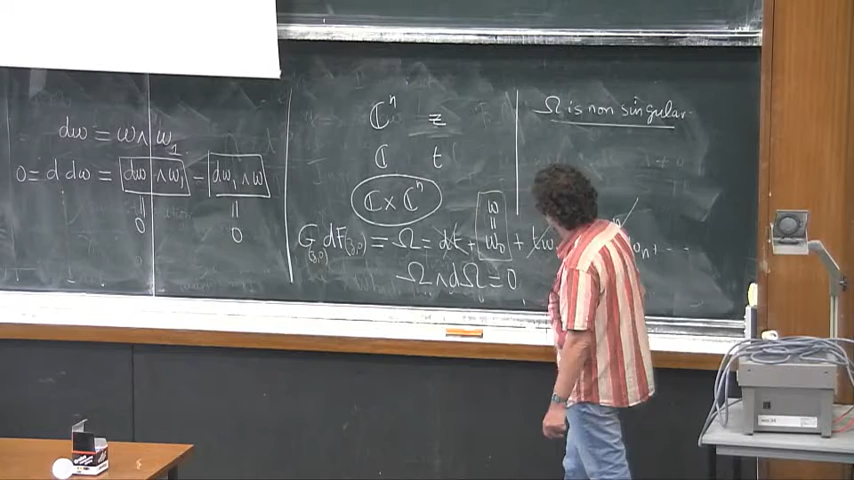 dω = ω∧ω₁
0 = d dω = dω∧ω₁ - dω₁∧ω
0 0
ℂⁿ z
ℂ t
ℂ × ℂⁿ
ω
G dF = Ω = dt + ω₀ + tω
(z,t) (z,t)
Ω∧dΩ = 0
Ω is non singular